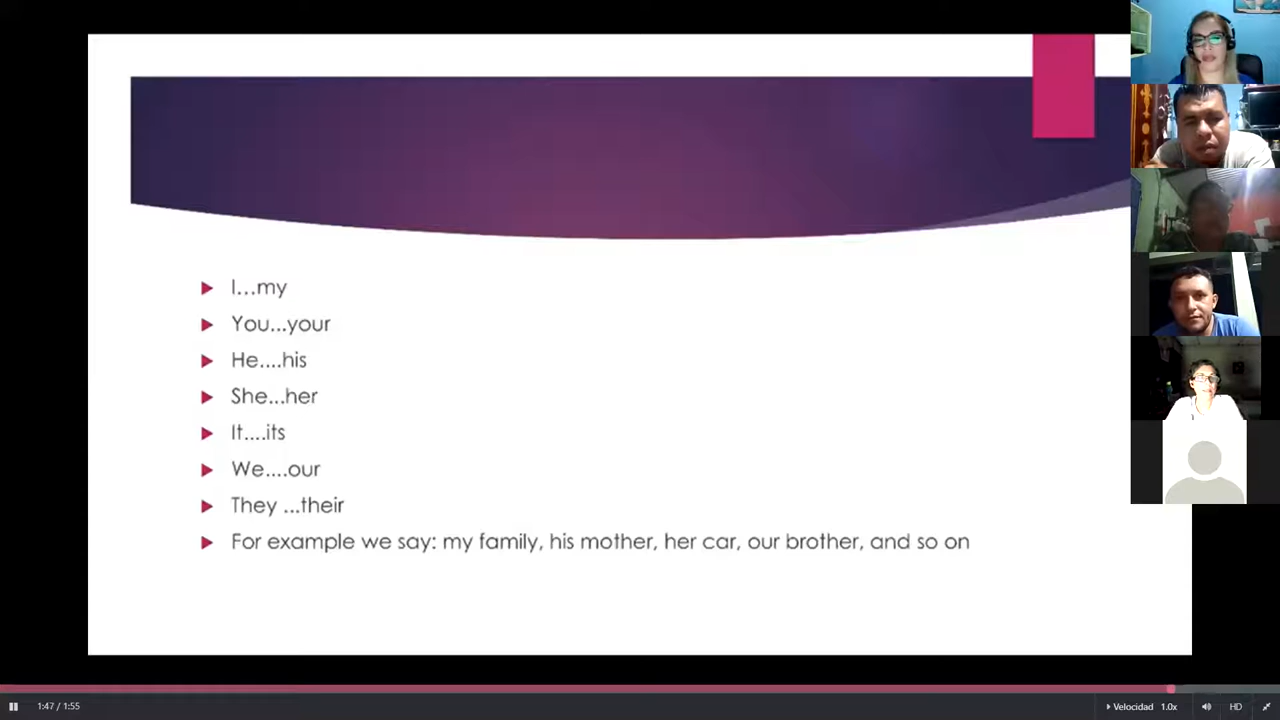 I...my
You...your
He....his
She...her
It....its
We....our
They ...their
For example we say: my family, his mother, her car, our brother, and so on
1:47 / 1:55
Velocidad 1.0x
HD